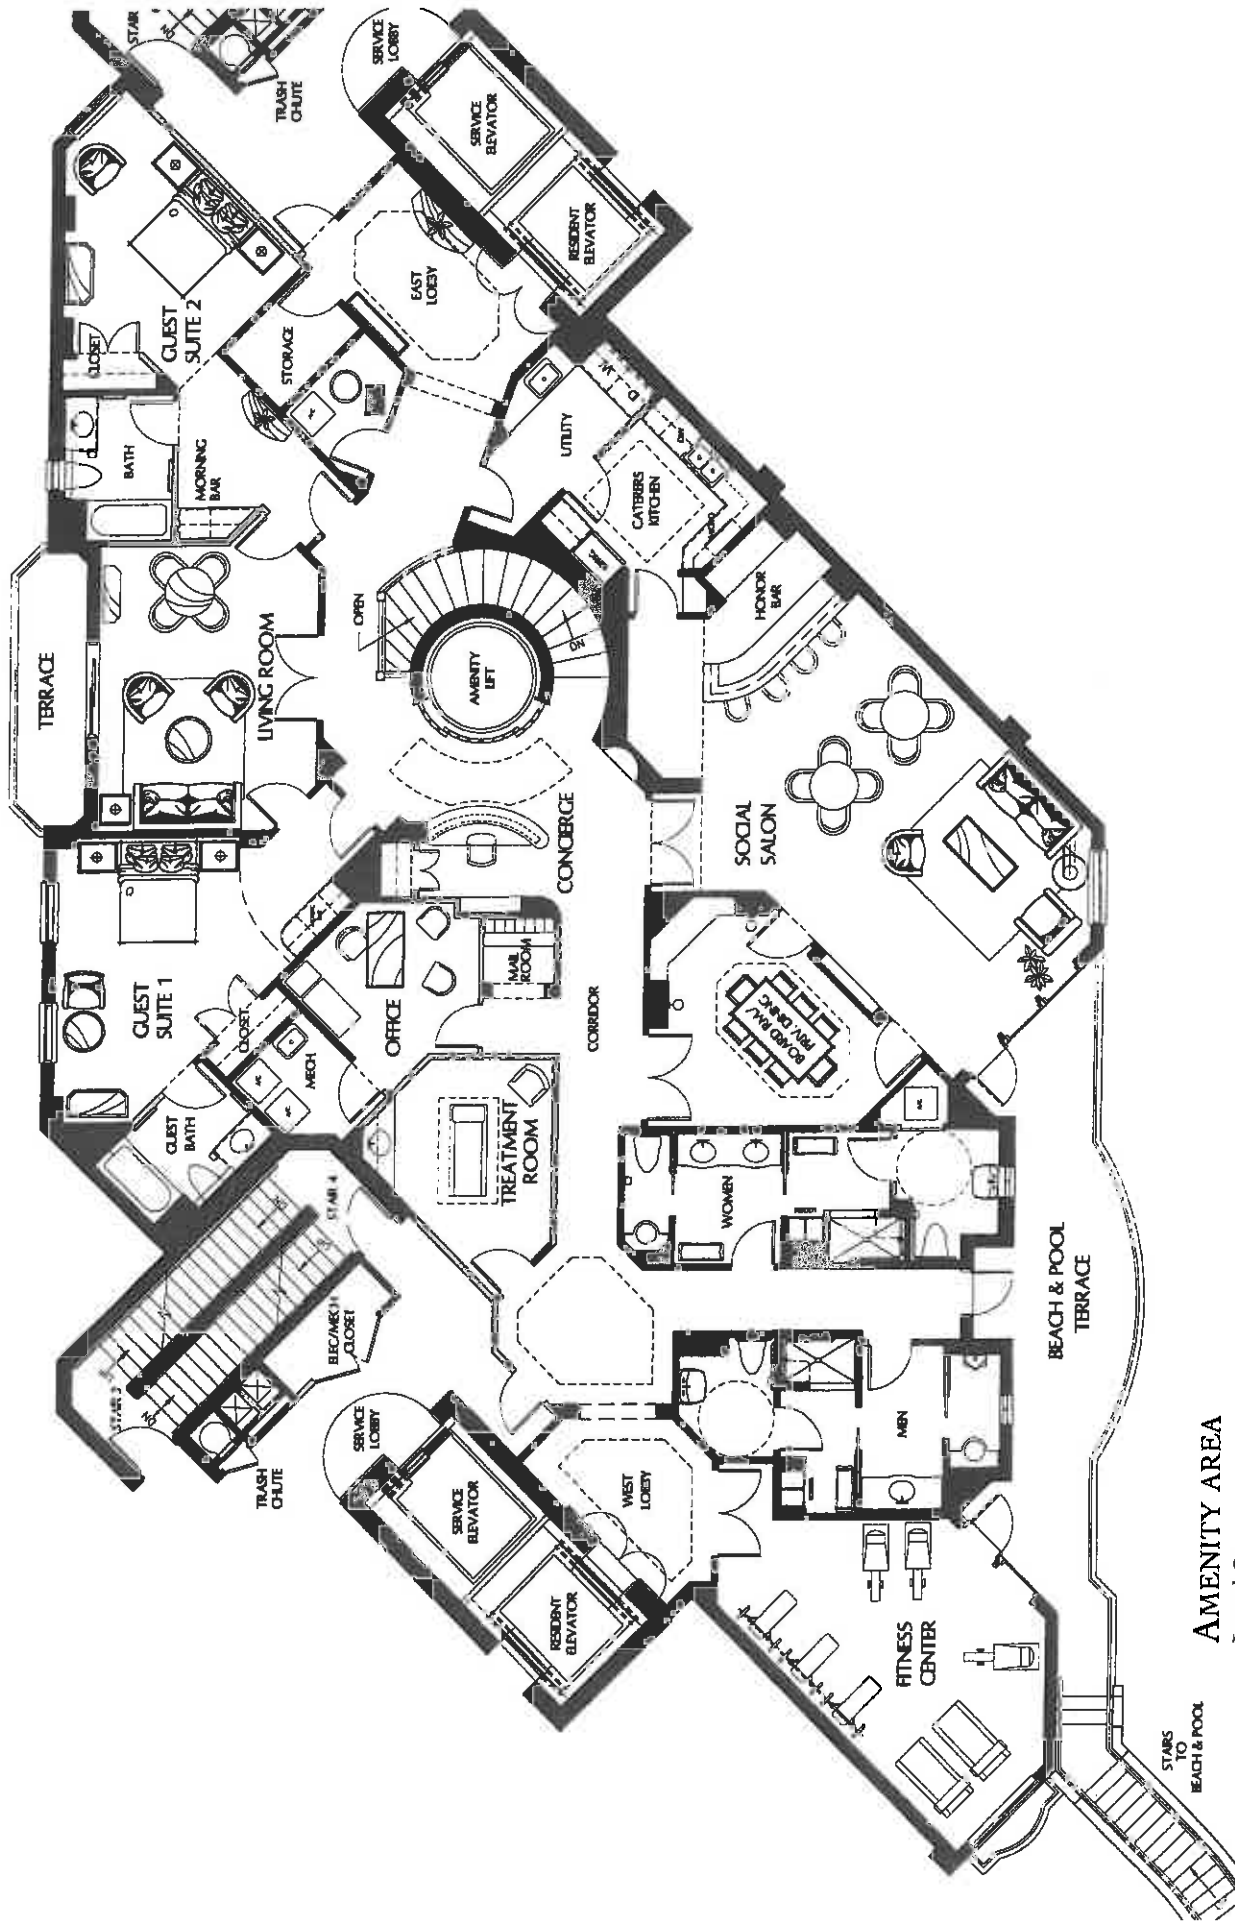 STAIR
DN
TRASH
CHUTE
SERVICE
LOBBY
SERVICE
ELEVATOR
RESIDENT
ELEVATOR
EAST
LOBBY
GUEST
SUITE 2
CLOSET
STORAGE
A/C
BATH
MORNING
BAR
UTILITY
D
W
CATERERS
KITCHEN
HONOR
BAR
TERRACE
LIVING ROOM
OPEN
DN
AMENITY
LIFT
CONCIERGE
SOCIAL
SALON
GUEST
SUITE 1
CLOSET
OFFICE
MAIL
ROOM
CORRIDOR
BOARD RM./
PRIV. DINING
MECH
A/C
A/C
GUEST
BATH
TREATMENT
ROOM
A/C
WOMEN
STAIR 4
STAIR 3
DN
ELEC/MECH
CLOSET
TRASH
CHUTE
SERVICE
LOBBY
SERVICE
ELEVATOR
RESIDENT
ELEVATOR
WEST
LOBBY
MEN
FITNESS
CENTER
BEACH & POOL
TERRACE
STAIRS
TO
BEACH & POOL
AMENITY AREA